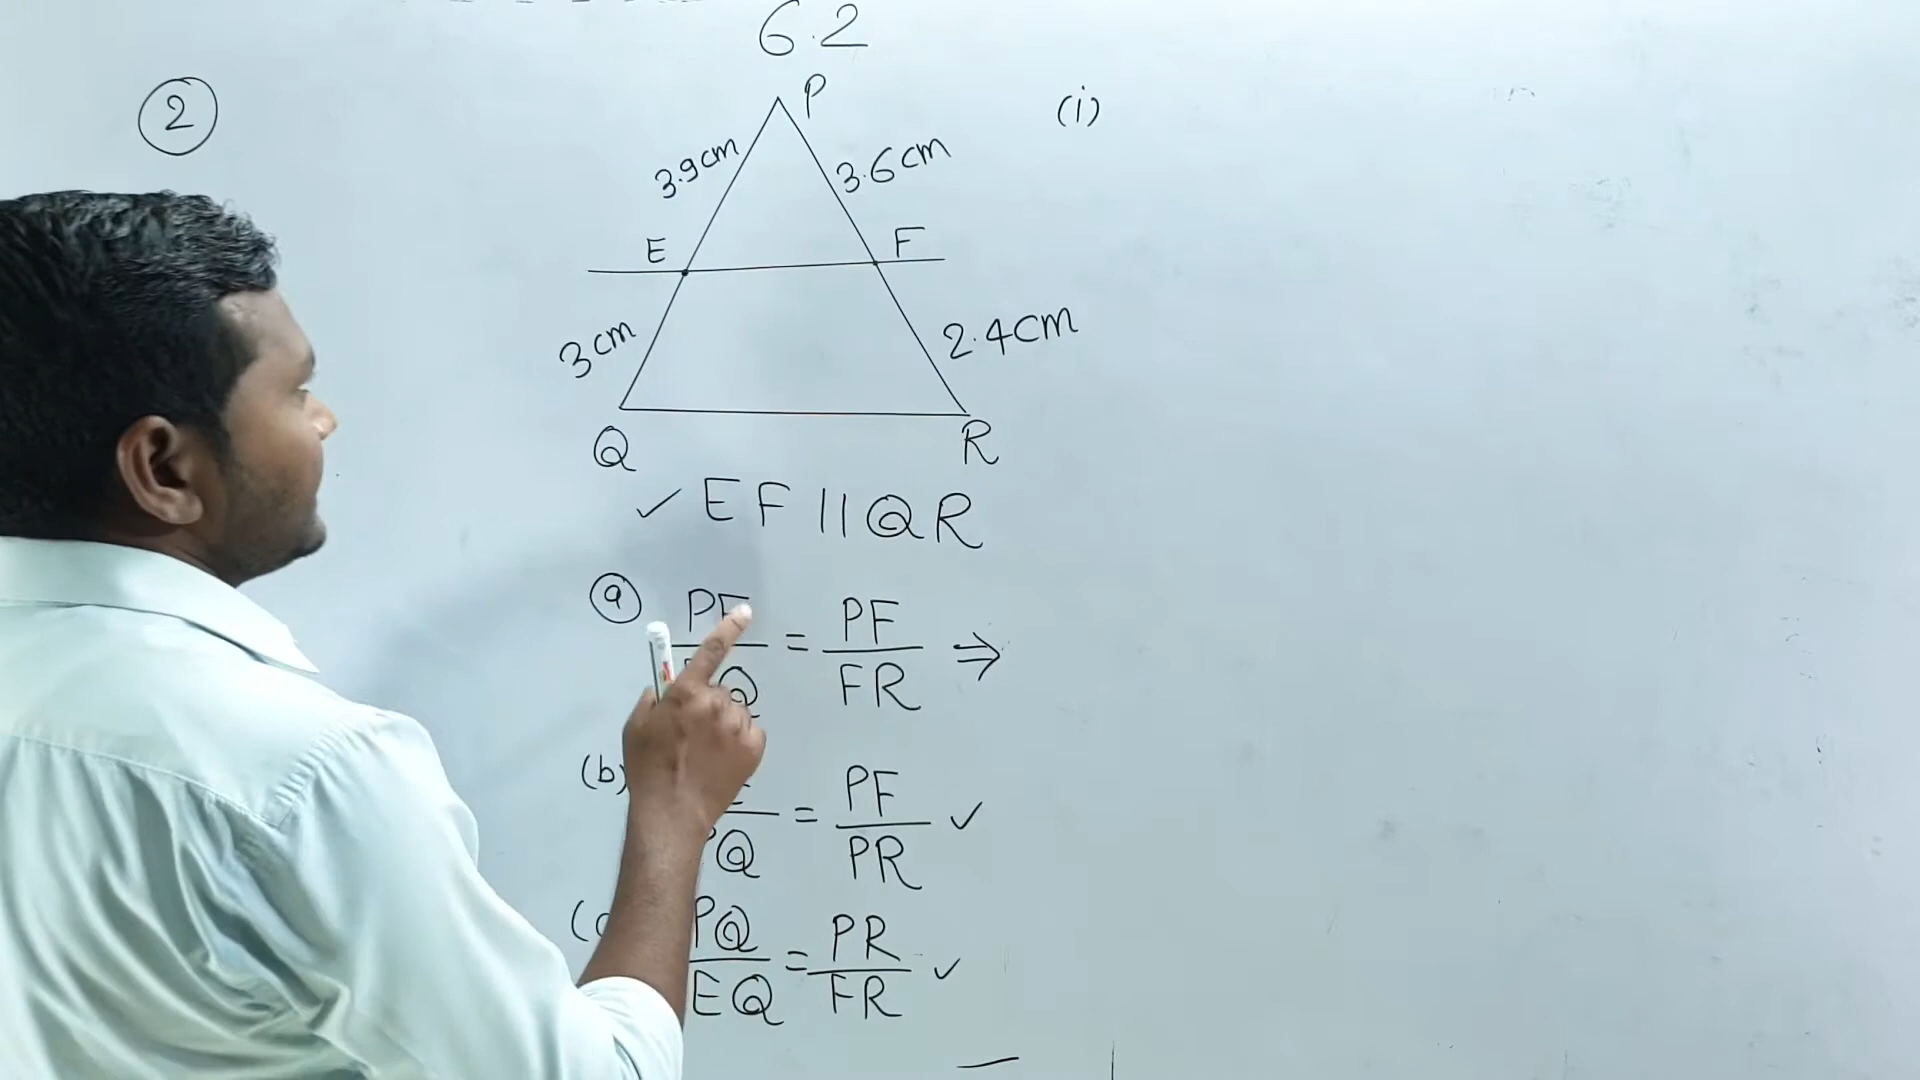 6.2
2
P
(i)
3.9cm
3.6cm
E
F
3cm
2.4cm
Q
R
✓ EF || QR
a PE = PF ⇒
Q FR
(b) PF ✓
PQ = PR
PQ = PR ✓
EQ FR